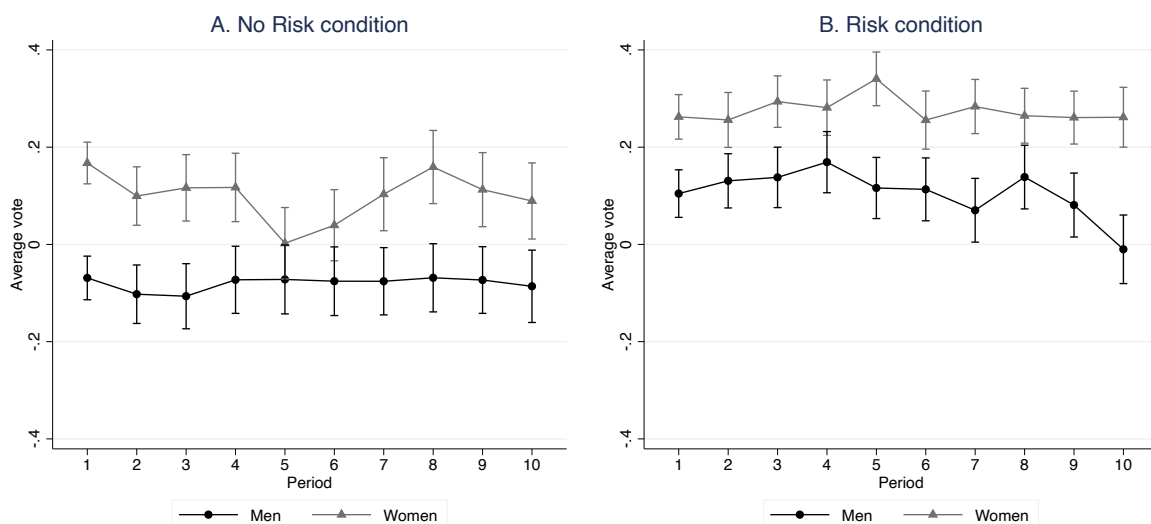 A. No Risk condition
Average vote
.4
.2
0
-.2
-.4
1 2 3 4 5 6 7 8 9 10
Period
Men Women
B. Risk condition
Average vote
.4
.2
0
-.2
-.4
1 2 3 4 5 6 7 8 9 10
Period
Men Women